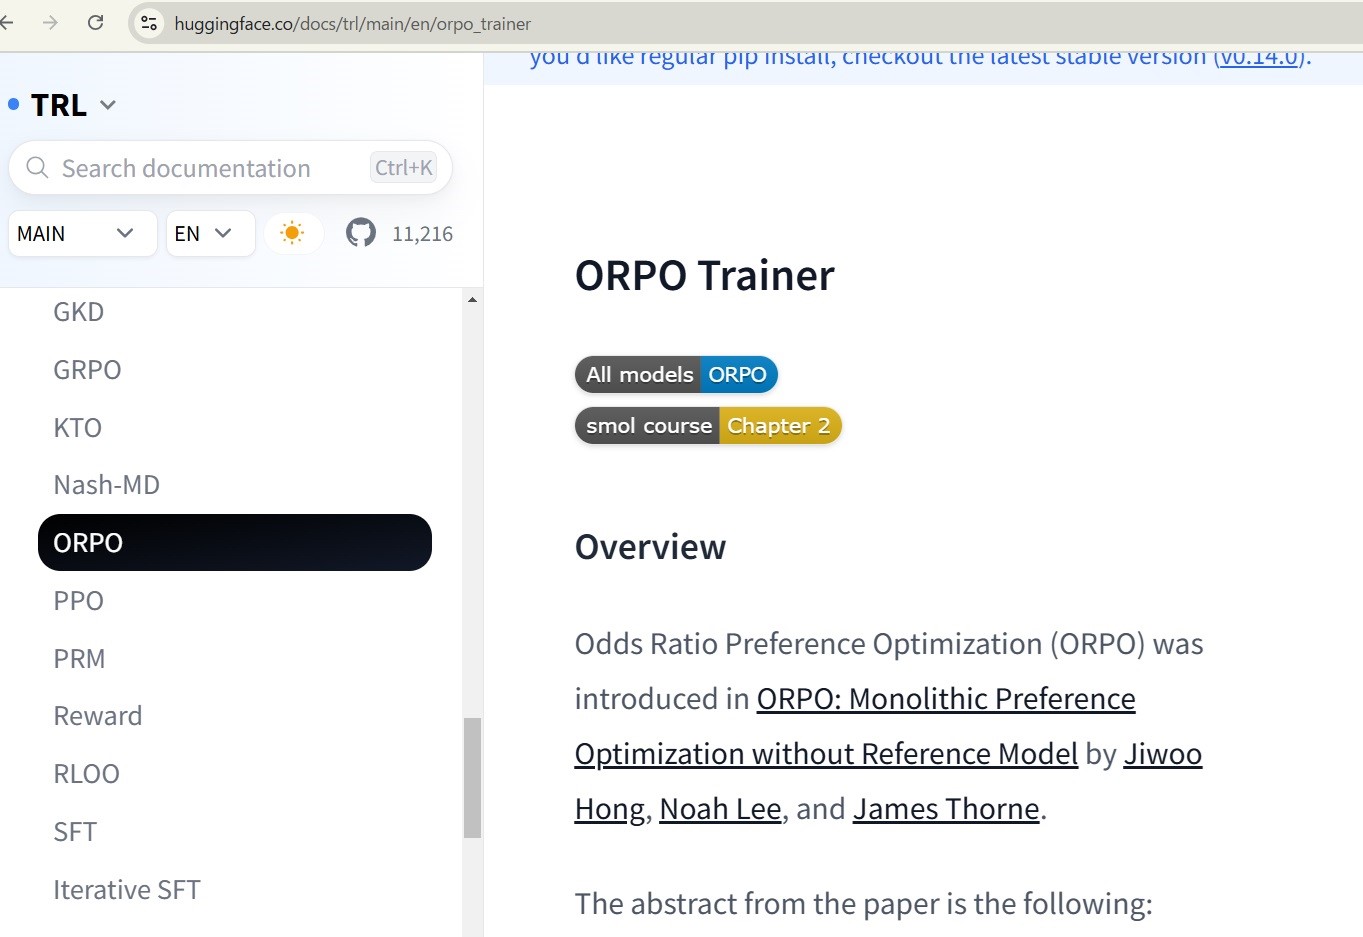 huggingface.co/docs/trl/main/en/orpo_trainer
you'd like regular pip install, checkout the latest stable version (v0.14.0).
TRL
Search documentation Ctrl+K
MAIN EN 11,216
GKD
GRPO
KTO
Nash-MD
ORPO
PPO
PRM
Reward
RLOO
SFT
Iterative SFT
ORPO Trainer
All models ORPO
smol course Chapter 2
Overview
Odds Ratio Preference Optimization (ORPO) was
introduced in ORPO: Monolithic Preference
Optimization without Reference Model by Jiwoo
Hong, Noah Lee, and James Thorne.
The abstract from the paper is the following: